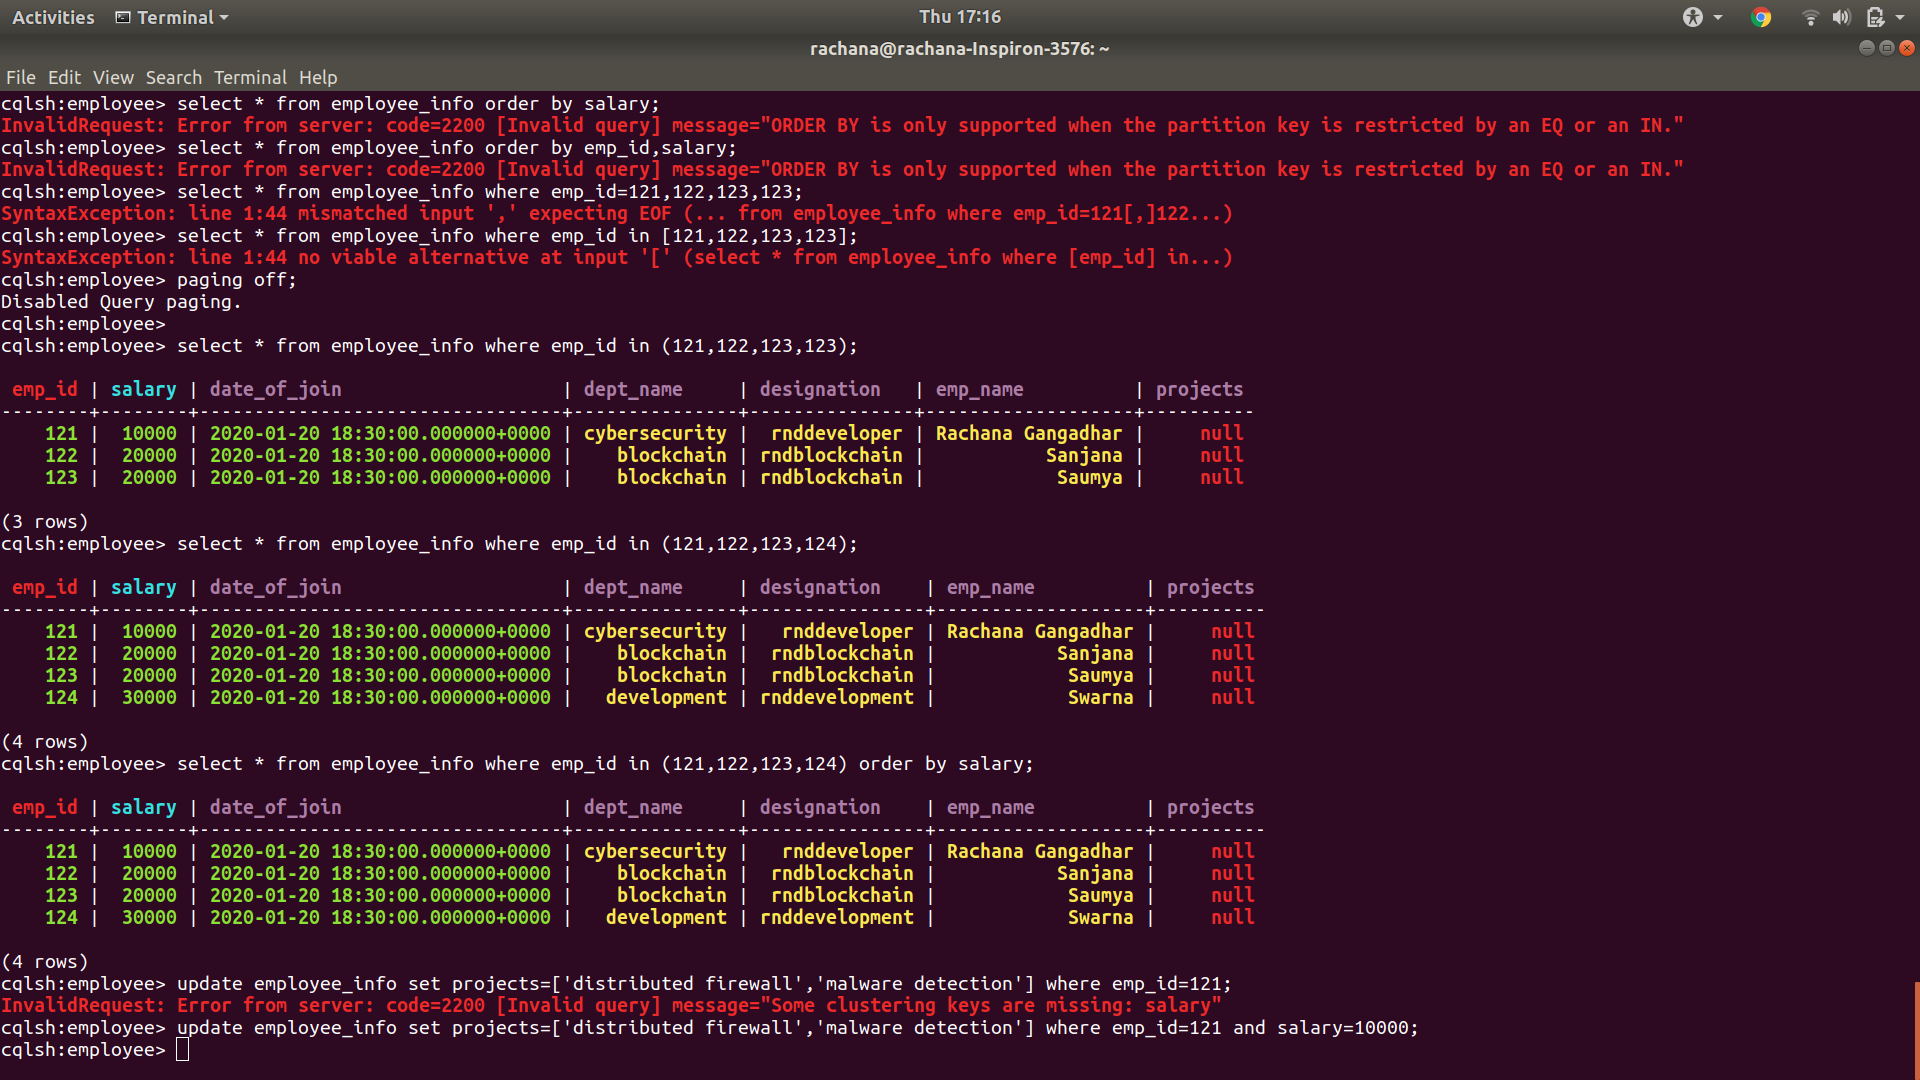 Activities Terminal Thu 17:16
rachana@rachana-Inspiron-3576: ~
File Edit View Search Terminal Help
cqlsh:employee> select * from employee_info order by salary;
InvalidRequest: Error from server: code=2200 [Invalid query] message="ORDER BY is only supported when the partition key is restricted by an EQ or an IN."
cqlsh:employee> select * from employee_info order by emp_id,salary;
InvalidRequest: Error from server: code=2200 [Invalid query] message="ORDER BY is only supported when the partition key is restricted by an EQ or an IN."
cqlsh:employee> select * from employee_info where emp_id=121,122,123,123;
SyntaxException: line 1:44 mismatched input ',' expecting EOF (... from employee_info where emp_id=121[,]122...)
cqlsh:employee> select * from employee_info where emp_id in [121,122,123,123];
SyntaxException: line 1:44 no viable alternative at input '[' (select * from employee_info where [emp_id] in...)
cqlsh:employee> paging off;
Disabled Query paging.
cqlsh:employee>
cqlsh:employee> select * from employee_info where emp_id in (121,122,123,123);
emp_id | salary | date_of_join                    | dept_name     | designation   | emp_name          | projects
--------+--------+---------------------------------+---------------+---------------+-------------------+----------
121 |  10000 | 2020-01-20 18:30:00.000000+0000 | cybersecurity |  rnddeveloper | Rachana Gangadhar |     null
122 |  20000 | 2020-01-20 18:30:00.000000+0000 |    blockchain | rndblockchain |           Sanjana |     null
123 |  20000 | 2020-01-20 18:30:00.000000+0000 |    blockchain | rndblockchain |            Saumya |     null
(3 rows)
cqlsh:employee> select * from employee_info where emp_id in (121,122,123,124);
emp_id | salary | date_of_join                    | dept_name     | designation    | emp_name          | projects
--------+--------+---------------------------------+---------------+----------------+-------------------+----------
121 |  10000 | 2020-01-20 18:30:00.000000+0000 | cybersecurity |   rnddeveloper | Rachana Gangadhar |     null
122 |  20000 | 2020-01-20 18:30:00.000000+0000 |    blockchain |  rndblockchain |           Sanjana |     null
123 |  20000 | 2020-01-20 18:30:00.000000+0000 |    blockchain |  rndblockchain |            Saumya |     null
124 |  30000 | 2020-01-20 18:30:00.000000+0000 |   development | rnddevelopment |            Swarna |     null
(4 rows)
cqlsh:employee> select * from employee_info where emp_id in (121,122,123,124) order by salary;
emp_id | salary | date_of_join                    | dept_name     | designation    | emp_name          | projects
--------+--------+---------------------------------+---------------+----------------+-------------------+----------
121 |  10000 | 2020-01-20 18:30:00.000000+0000 | cybersecurity |   rnddeveloper | Rachana Gangadhar |     null
122 |  20000 | 2020-01-20 18:30:00.000000+0000 |    blockchain |  rndblockchain |           Sanjana |     null
123 |  20000 | 2020-01-20 18:30:00.000000+0000 |    blockchain |  rndblockchain |            Saumya |     null
124 |  30000 | 2020-01-20 18:30:00.000000+0000 |   development | rnddevelopment |            Swarna |     null
(4 rows)
cqlsh:employee> update employee_info set projects=['distributed firewall','malware detection'] where emp_id=121;
InvalidRequest: Error from server: code=2200 [Invalid query] message="Some clustering keys are missing: salary"
cqlsh:employee> update employee_info set projects=['distributed firewall','malware detection'] where emp_id=121 and salary=10000;
cqlsh:employee>